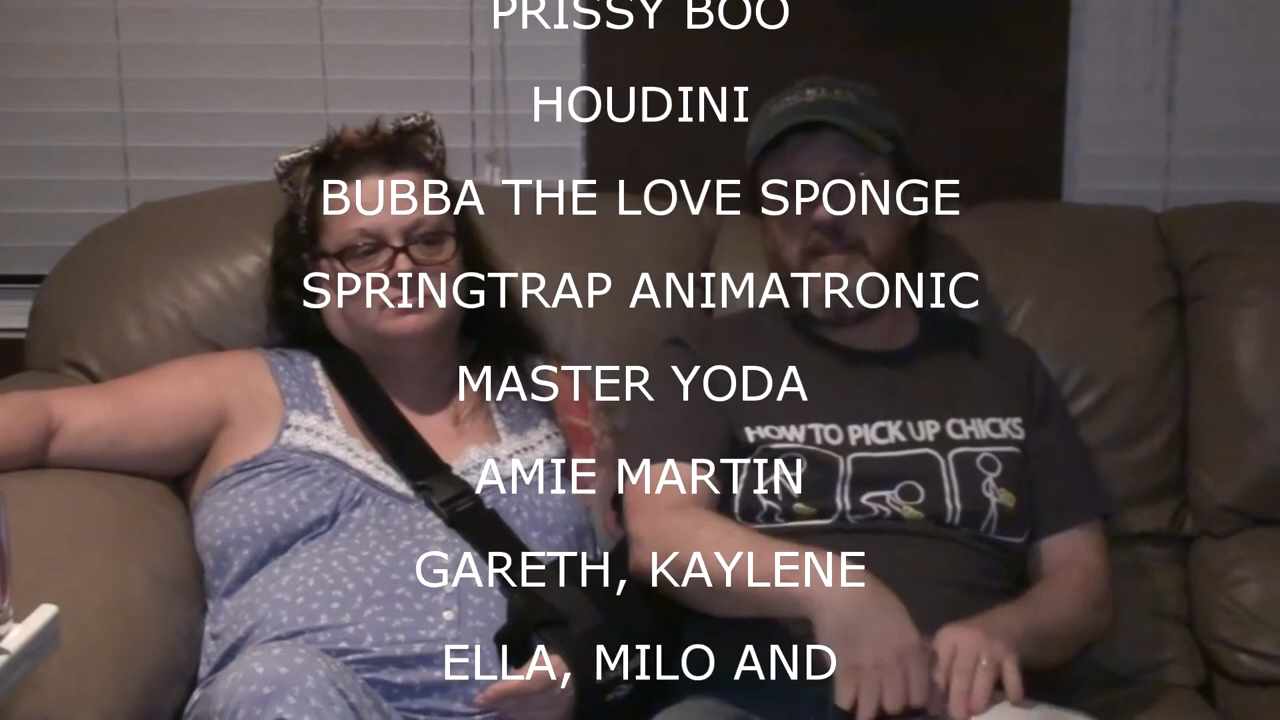 PRISSY BOO
HOUDINI
BUBBA THE LOVE SPONGE
SPRINGTRAP ANIMATRONIC
MASTER YODA
HOW TO PICK UP CHICKS
AMIE MARTIN
GARETH, KAYLENE
ELLA, MILO AND